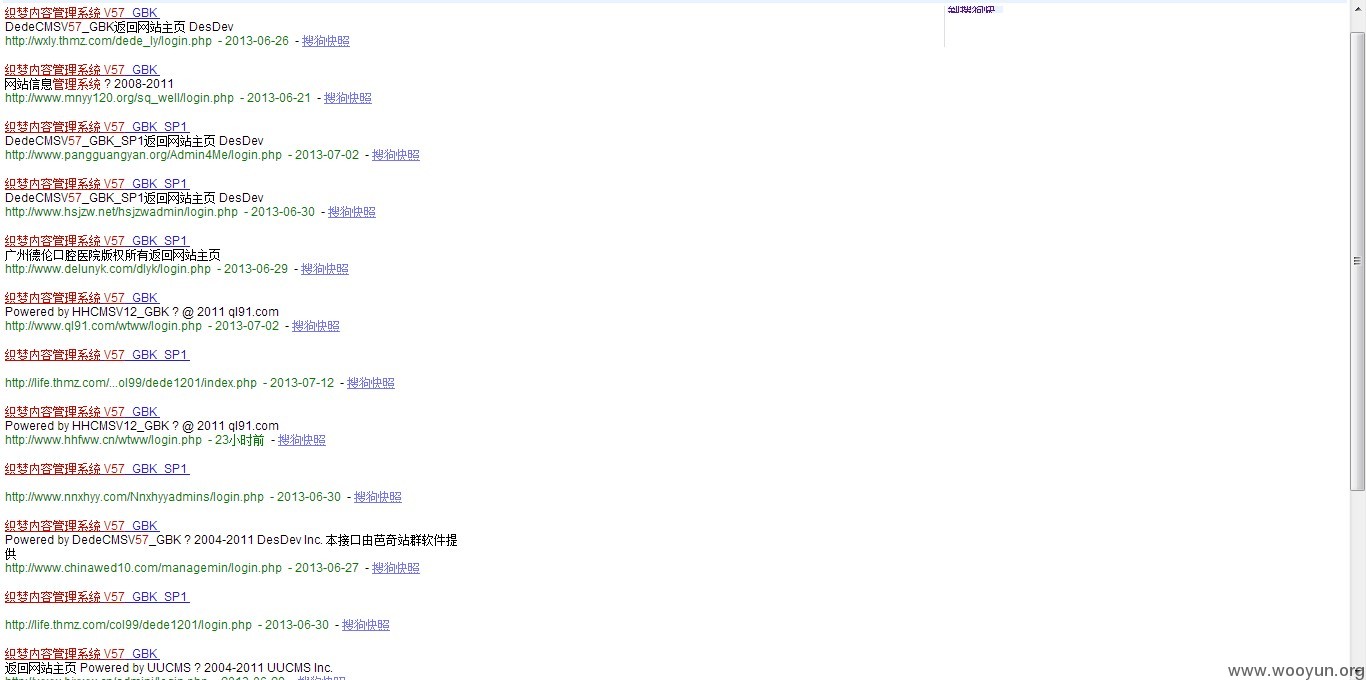 织梦内容管理系统 V57_GBK
DedeCMSV57_GBK返回网站主页 DesDev
http://wxly.thmz.com/dede_ly/login.php - 2013-06-26 - 搜狗快照
织梦内容管理系统 V57_GBK
网站信息管理系统 ? 2008-2011
http://www.mnyy120.org/sq_well/login.php - 2013-06-21 - 搜狗快照
织梦内容管理系统 V57_GBK_SP1
DedeCMSV57_GBK_SP1返回网站主页 DesDev
http://www.pangguangyan.org/Admin4Me/login.php - 2013-07-02 - 搜狗快照
织梦内容管理系统 V57_GBK_SP1
DedeCMSV57_GBK_SP1返回网站主页 DesDev
http://www.hsjzw.net/hsjzwadmin/login.php - 2013-06-30 - 搜狗快照
织梦内容管理系统 V57_GBK_SP1
广州德伦口腔医院版权所有返回网站主页
http://www.delunyk.com/dlyk/login.php - 2013-06-29 - 搜狗快照
织梦内容管理系统 V57_GBK
Powered by HHCMSV12_GBK ? @ 2011 ql91.com
http://www.ql91.com/wtww/login.php - 2013-07-02 - 搜狗快照
织梦内容管理系统 V57_GBK_SP1
http://life.thmz.com/...ol99/dede1201/index.php - 2013-07-12 - 搜狗快照
织梦内容管理系统 V57_GBK
Powered by HHCMSV12_GBK ? @ 2011 ql91.com
http://www.hhfww.cn/wtww/login.php - 23小时前 - 搜狗快照
织梦内容管理系统 V57_GBK_SP1
http://www.nnxhyy.com/Nnxhyyadmins/login.php - 2013-06-30 - 搜狗快照
织梦内容管理系统 V57_GBK
Powered by DedeCMSV57_GBK ? 2004-2011 DesDev Inc. 本接口由芭奇站群软件提
供
http://www.chinawed10.com/managemin/login.php - 2013-06-27 - 搜狗快照
织梦内容管理系统 V57_GBK_SP1
http://life.thmz.com/col99/dede1201/login.php - 2013-06-30 - 搜狗快照
织梦内容管理系统 V57_GBK
返回网站主页 Powered by UUCMS ? 2004-2011 UUCMS Inc.
www.wooyun.org